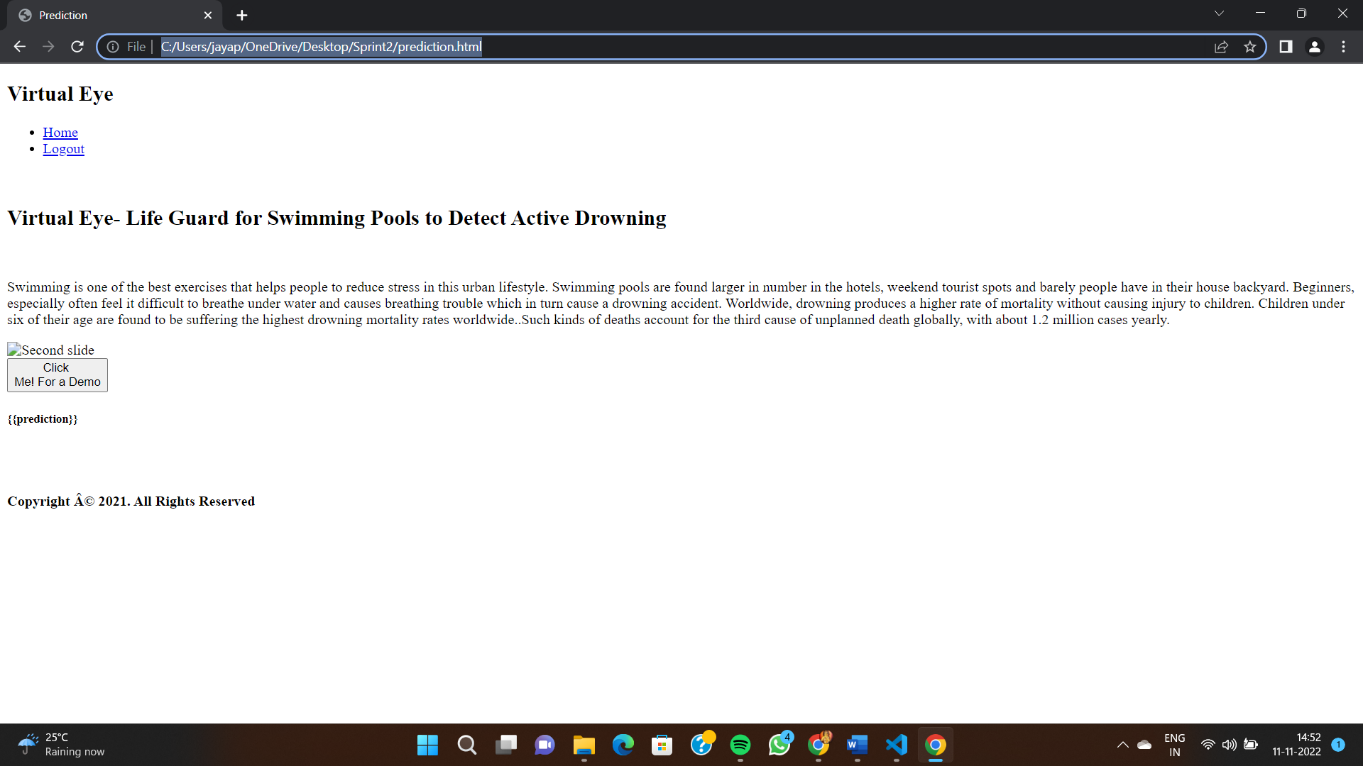 Prediction
File | C:/Users/jayap/OneDrive/Desktop/Sprint2/prediction.html
Virtual Eye
Home
Logout
Virtual Eye- Life Guard for Swimming Pools to Detect Active Drowning
Swimming is one of the best exercises that helps people to reduce stress in this urban lifestyle. Swimming pools are found larger in number in the hotels, weekend tourist spots and barely people have in their house backyard. Beginners,
especially often feel it difficult to breathe under water and causes breathing trouble which in turn cause a drowning accident. Worldwide, drowning produces a higher rate of mortality without causing injury to children. Children under
six of their age are found to be suffering the highest drowning mortality rates worldwide..Such kinds of deaths account for the third cause of unplanned death globally, with about 1.2 million cases yearly.
Second slide
Click
Me! For a Demo
{{prediction}}
Copyright Â© 2021. All Rights Reserved
25°C
Raining now
4
W
ENG
IN
14:52
11-11-2022
1